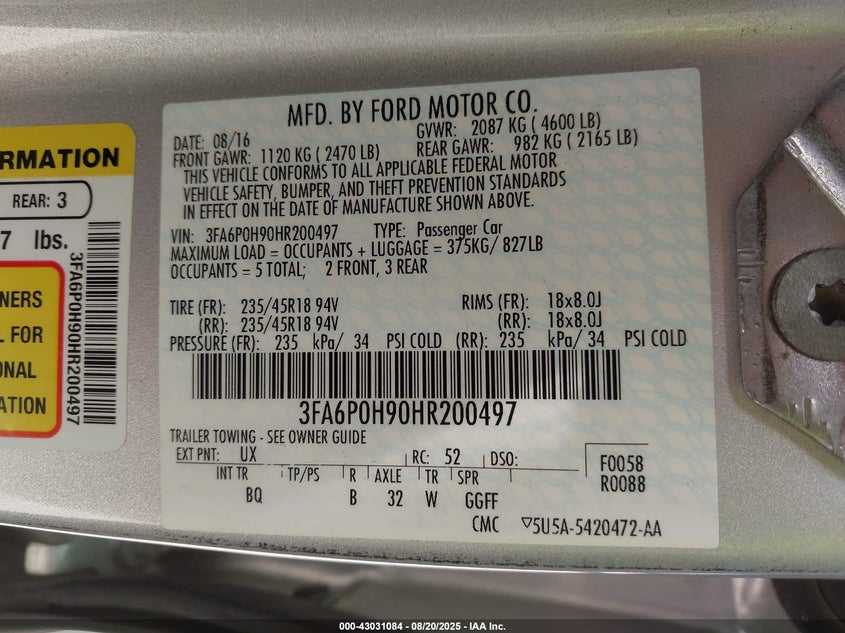 MFD. BY FORD MOTOR CO.
DATE: 08/16
GVWR: 2087 KG ( 4600 LB)
FRONT GAWR: 1120 KG ( 2470 LB)
REAR GAWR: 982 KG ( 2165 LB)
THIS VEHICLE CONFORMS TO ALL APPLICABLE FEDERAL MOTOR
VEHICLE SAFETY, BUMPER, AND THEFT PREVENTION STANDARDS
IN EFFECT ON THE DATE OF MANUFACTURE SHOWN ABOVE.
VIN: 3FA6P0H90HR200497 TYPE: Passenger Car
MAXIMUM LOAD = OCCUPANTS + LUGGAGE = 375KG/ 827LB
OCCUPANTS = 5 TOTAL; 2 FRONT, 3 REAR
TIRE (FR): 235/45R18 94V RIMS (FR): 18x8.0J
(RR): 235/45R18 94V (RR): 18x8.0J
PRESSURE (FR): 235 kPa/ 34 PSI COLD (RR): 235 kPa/ 34 PSI COLD
3FA6P0H90HR200497
TRAILER TOWING - SEE OWNER GUIDE
EXT PNT: UX RC: 52 DSO:
INT TR TP/PS R AXLE TR SPR
BQ B 32 W GGFF
F0058
R0088
CMC ▽5U5A-5420472-AA
RMATION
REAR: 3
7 lbs.
3FA6P0H90HR200497
NERS
L FOR
ONAL
ATION
000-43031084 - 08/20/2025 - IAA Inc.